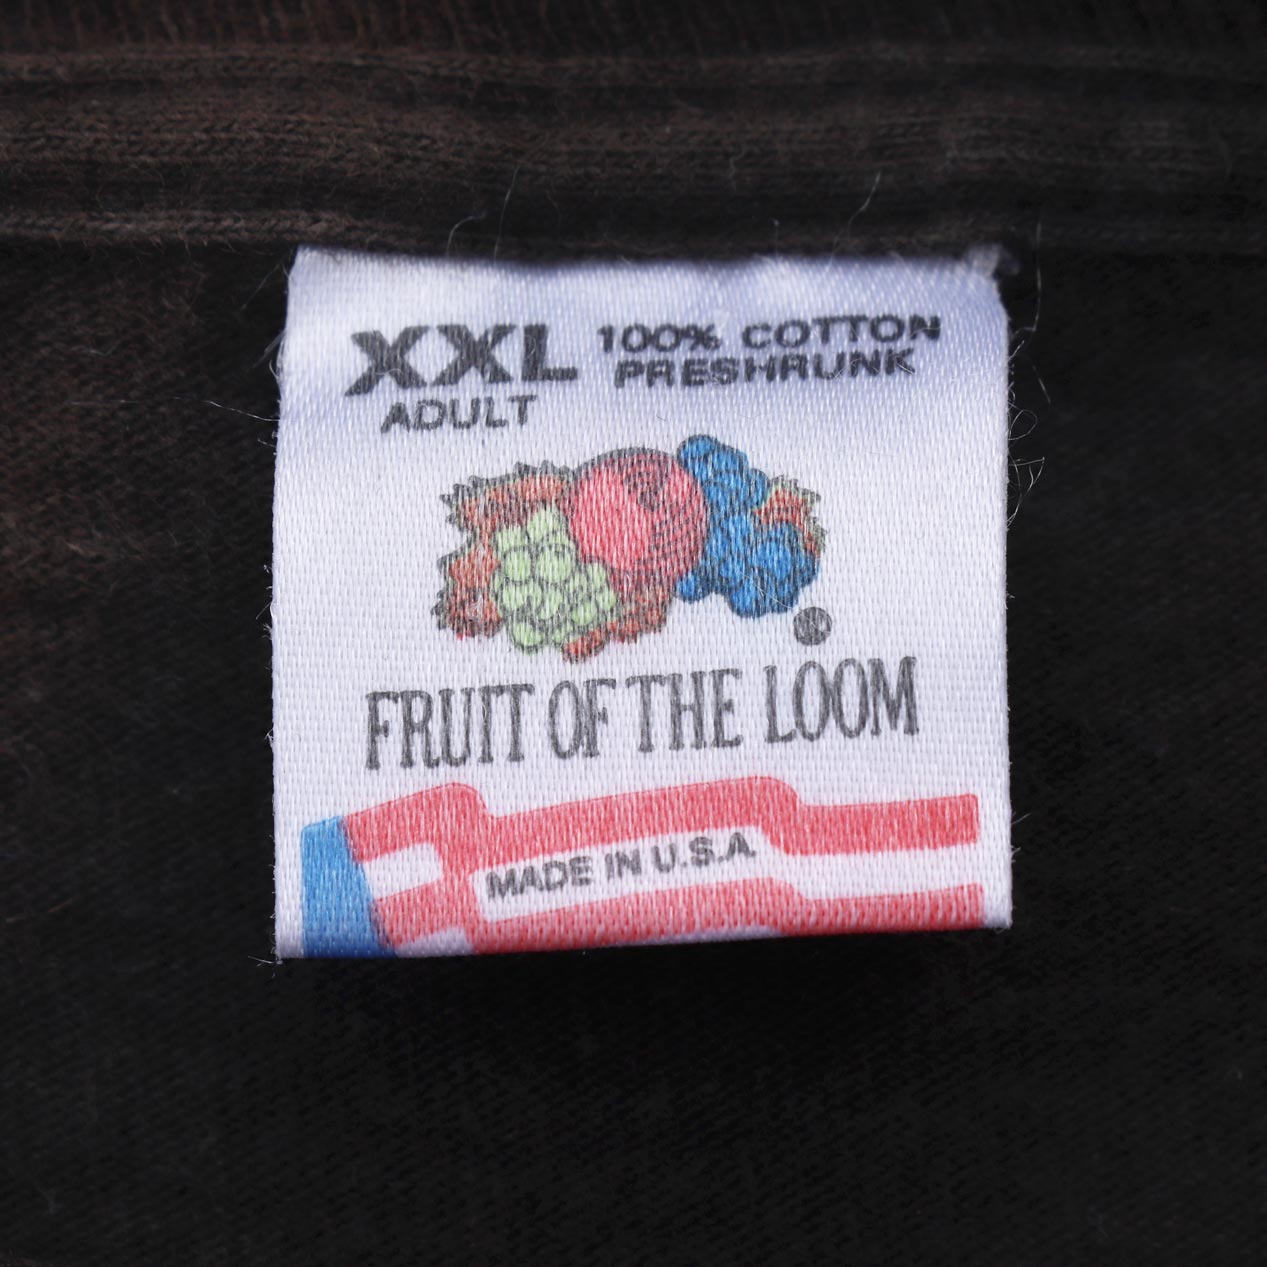 XXL 100% COTTON
PRESHRUNK
ADULT
®
FRUIT OF THE LOOM
MADE IN U.S.A.